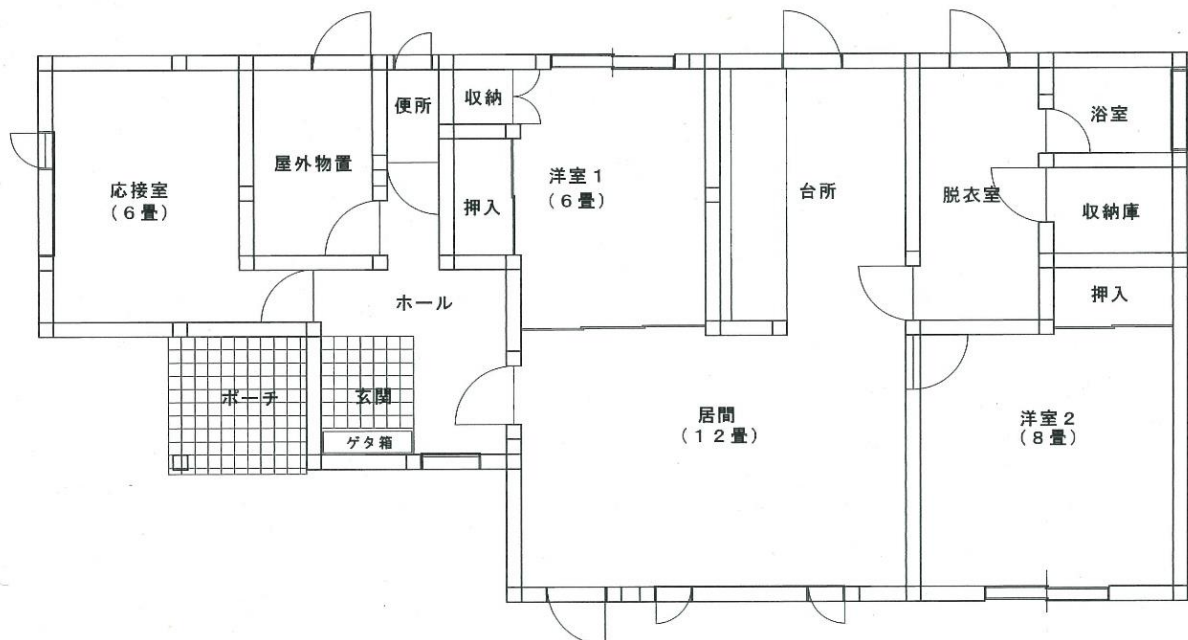 収納
便所
浴室
屋外物置
応接室
(6畳)
洋室1
(6畳)
台所
脱衣室
押入
収納庫
ホール
押入
ポーチ
玄関
ゲタ箱
居間
(12畳)
洋室2
(8畳)